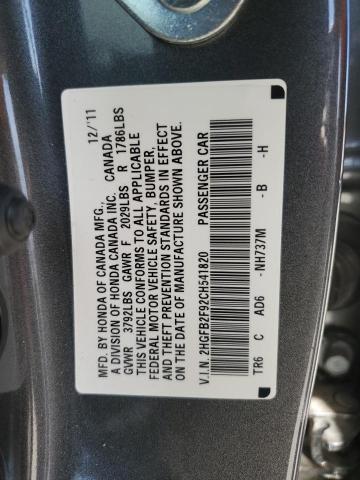 MFD. BY HONDA OF CANADA MFG., 12/'11
A DIVISION OF HONDA CANADA INC. CANADA
GVWR 3792LBS GAWR F 2029LBS R 1786LBS
THIS VEHICLE CONFORMS TO ALL APPLICABLE
FEDERAL MOTOR VEHICLE SAFETY, BUMPER,
AND THEFT PREVENTION STANDARDS IN EFFECT
ON THE DATE OF MANUFACTURE SHOWN ABOVE.
V.I.N. 2HGFB2F92CH541820 PASSENGER CAR
TR6 C AD6 -NH737M -B -H